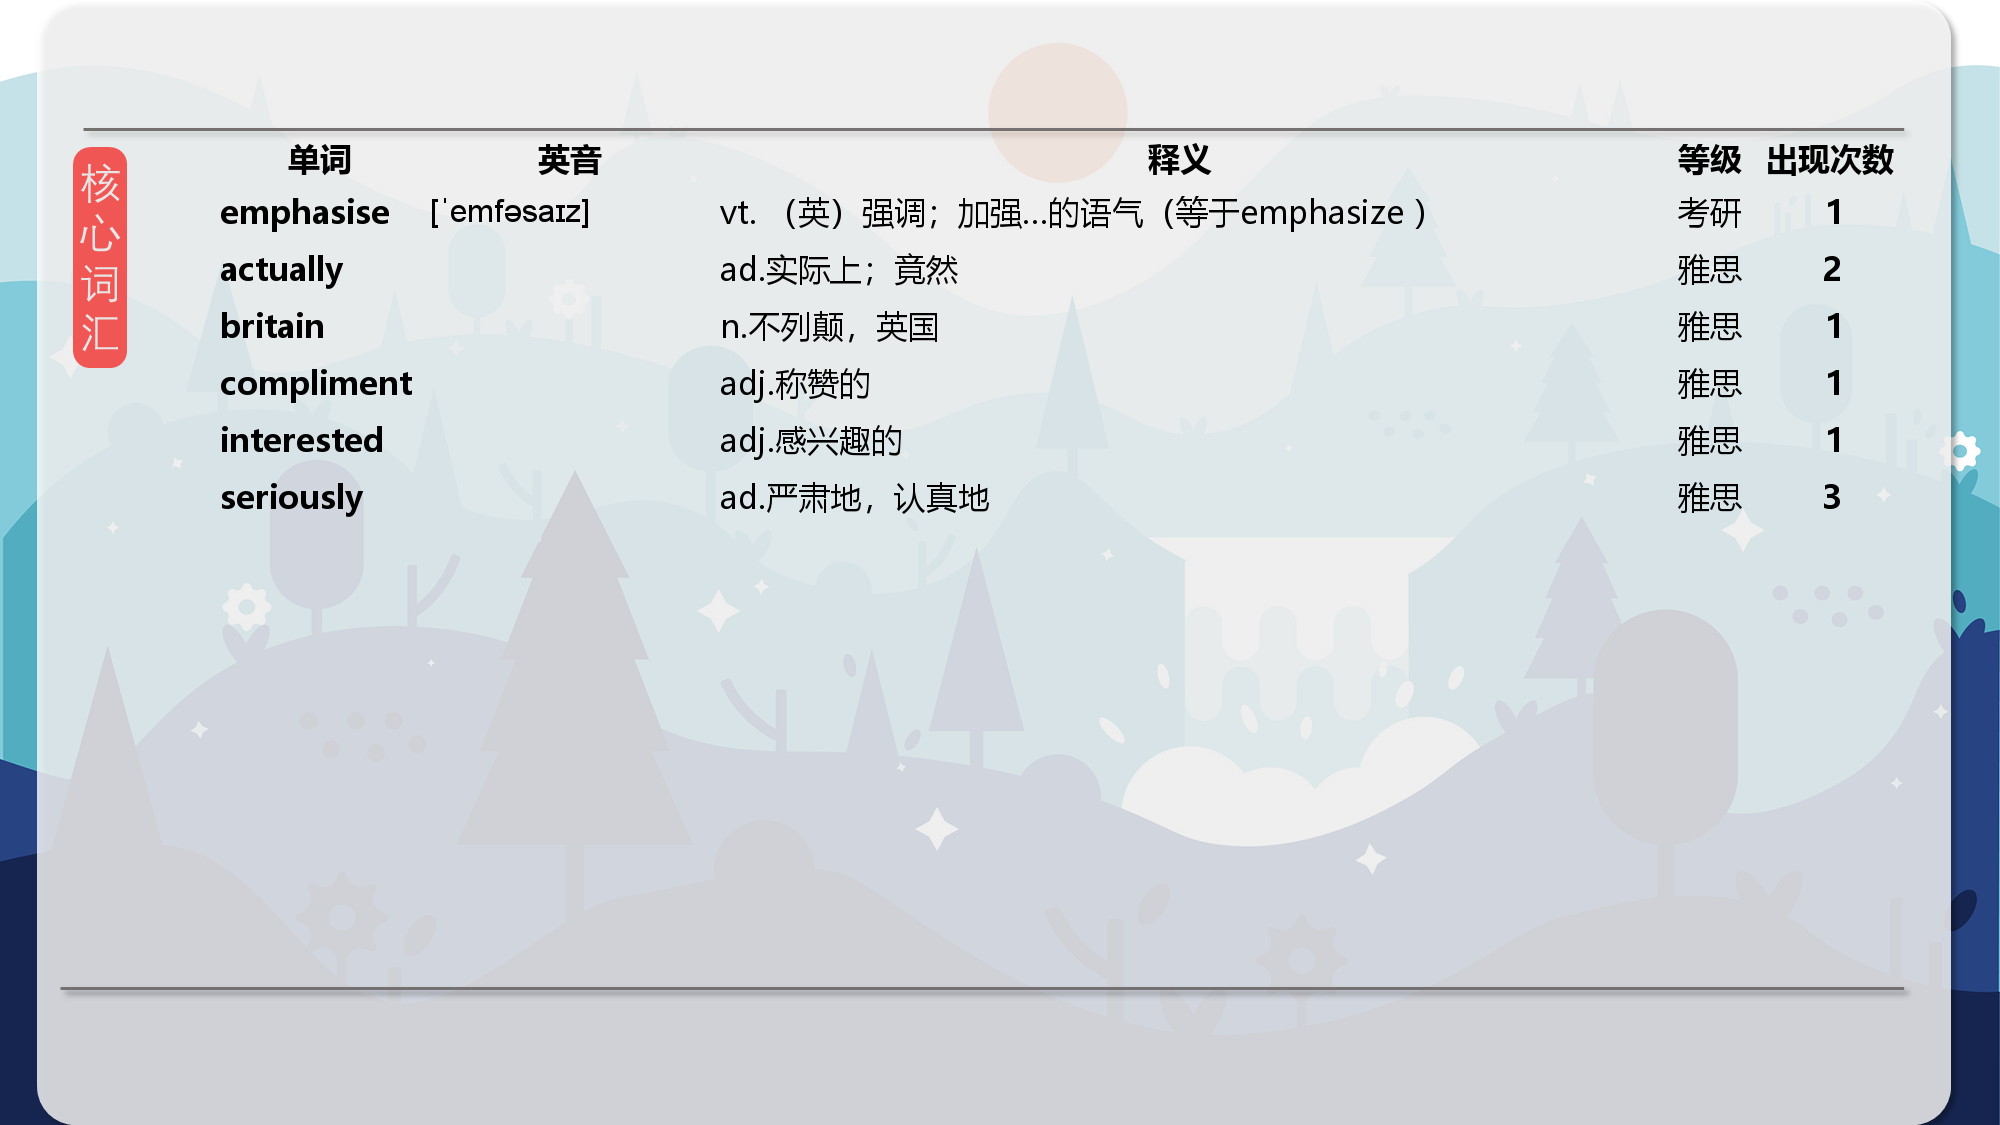 核心词汇
单词 英音 释义 等级 出现次数
emphasise [ˈemfəsaɪz] vt. （英）强调；加强…的语气（等于emphasize ） 考研 1
actually ad.实际上；竟然 雅思 2
britain n.不列颠，英国 雅思 1
compliment adj.称赞的 雅思 1
interested adj.感兴趣的 雅思 1
seriously ad.严肃地，认真地 雅思 3